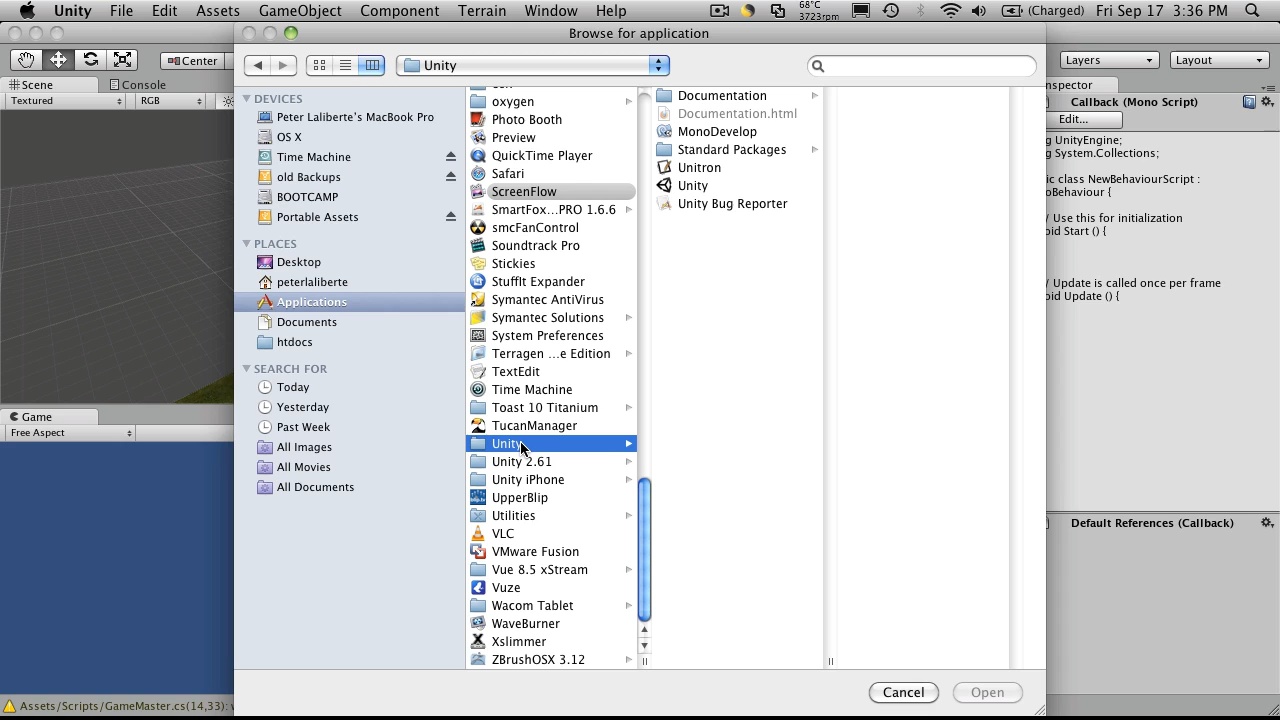 Unity File Edit Assets GameObject Component Terrain Window Help 68°C 3723rpm (Charged) Fri Sep 17 3:36 PM
Browse for application
Center
Unity
Layers
Layout
Scene
Console
Textured
RGB
Game
Free Aspect
Assets/Scripts/GameMaster.cs(14,33):
DEVICES
Peter Laliberte's MacBook Pro
OS X
Time Machine
old Backups
BOOTCAMP
Portable Assets
PLACES
Desktop
peterlaliberte
Applications
Documents
htdocs
SEARCH FOR
Today
Yesterday
Past Week
All Images
All Movies
All Documents
oxygen
Photo Booth
Preview
QuickTime Player
Safari
ScreenFlow
SmartFox...PRO 1.6.6
smcFanControl
Soundtrack Pro
Stickies
StuffIt Expander
Symantec AntiVirus
Symantec Solutions
System Preferences
Terragen ...e Edition
TextEdit
Time Machine
Toast 10 Titanium
TucanManager
Unity
Unity 2.61
Unity iPhone
UpperBlip
Utilities
VLC
VMware Fusion
Vue 8.5 xStream
Vuze
Wacom Tablet
WaveBurner
Xslimmer
ZBrushOSX 3.12
Documentation
Documentation.html
MonoDevelop
Standard Packages
Unitron
Unity
Unity Bug Reporter
Cancel
Open
nspector
Callback (Mono Script)
Edit...
g UnityEngine;
g System.Collections;
ic class NewBehaviourScript :
oBehaviour {
/ Use this for initialization
oid Start () {
/ Update is called once per frame
oid Update () {
Default References (Callback)